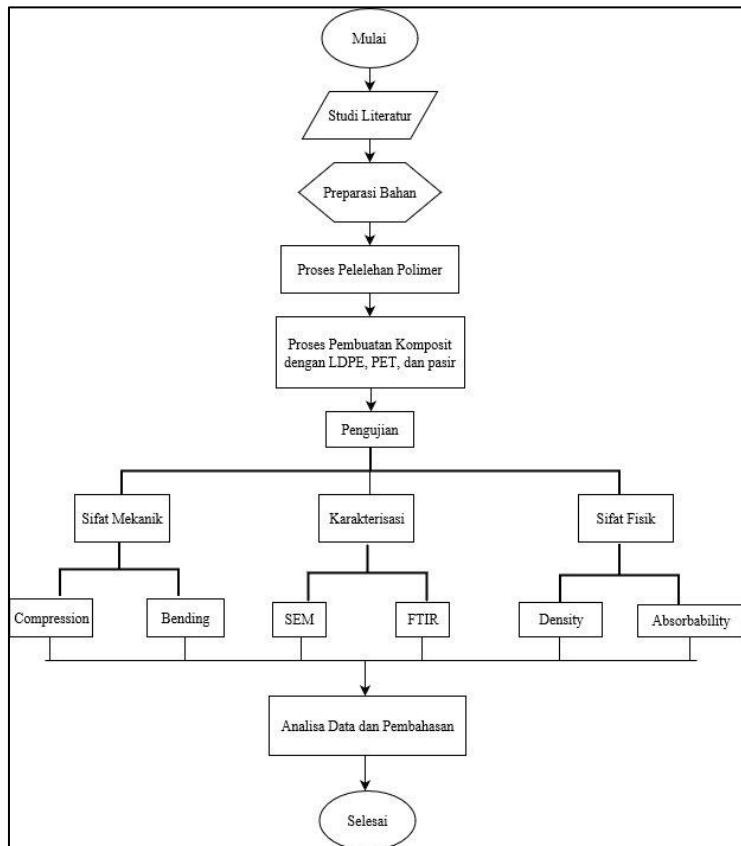 Mulai
Studi Literatur
Preparasi Bahan
Proses Pelelehan Polimer
Proses Pembuatan Komposit
dengan LDPE, PET, dan pasir
Pengujian
Sifat Mekanik
Karakterisasi
Sifat Fisik
Compression
Bending
SEM
FTIR
Density
Absorbability
Analisa Data dan Pembahasan
Selesai